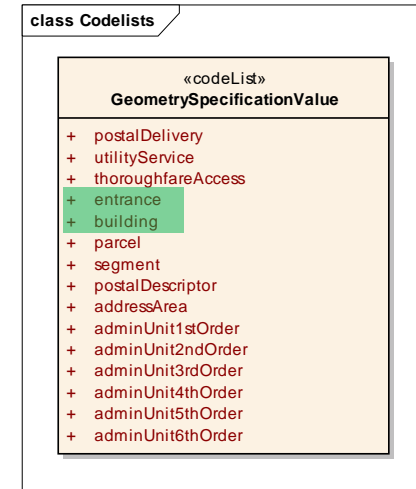 class Codelists
«codeList»
GeometrySpecificationValue
+ postalDelivery
+ utilityService
+ thoroughfareAccess
+ entrance
+ building
+ parcel
+ segment
+ postalDescriptor
+ addressArea
+ adminUnit1stOrder
+ adminUnit2ndOrder
+ adminUnit3rdOrder
+ adminUnit4thOrder
+ adminUnit5thOrder
+ adminUnit6thOrder